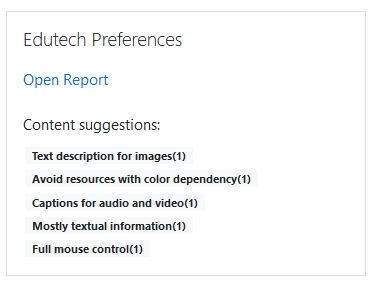 Edutech Preferences
Open Report
Content suggestions:
Text description for images(1)
Avoid resources with color dependency(1)
Captions for audio and video(1)
Mostly textual information(1)
Full mouse control(1)